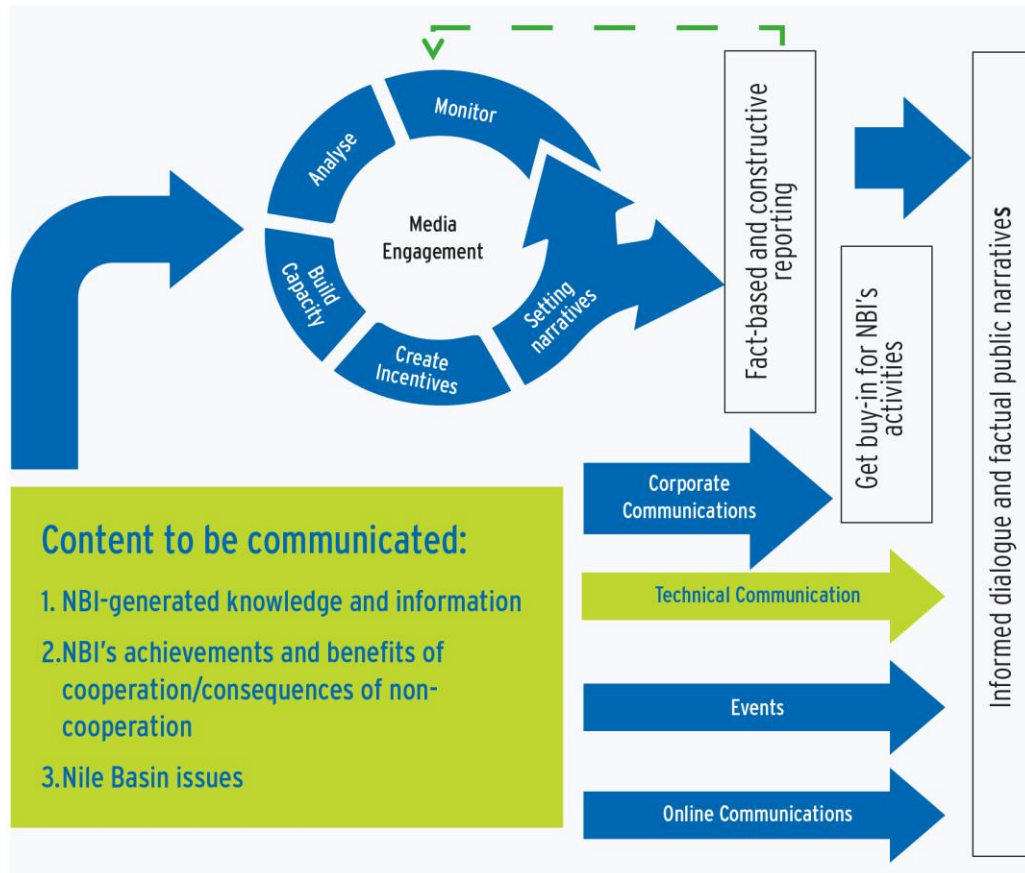 Monitor
Analyse
Build
Capacity
Create
Incentives
Setting
narratives
Media
Engagement
Fact-based and constructive
reporting
Get buy-in for NBI's
activities
Informed dialogue and factual public narratives
Content to be communicated:
1. NBI-generated knowledge and information
2.NBI's achievements and benefits of
cooperation/consequences of non-
cooperation
3.Nile Basin issues
Corporate
Communications
Technical Communication
Events
Online Communications